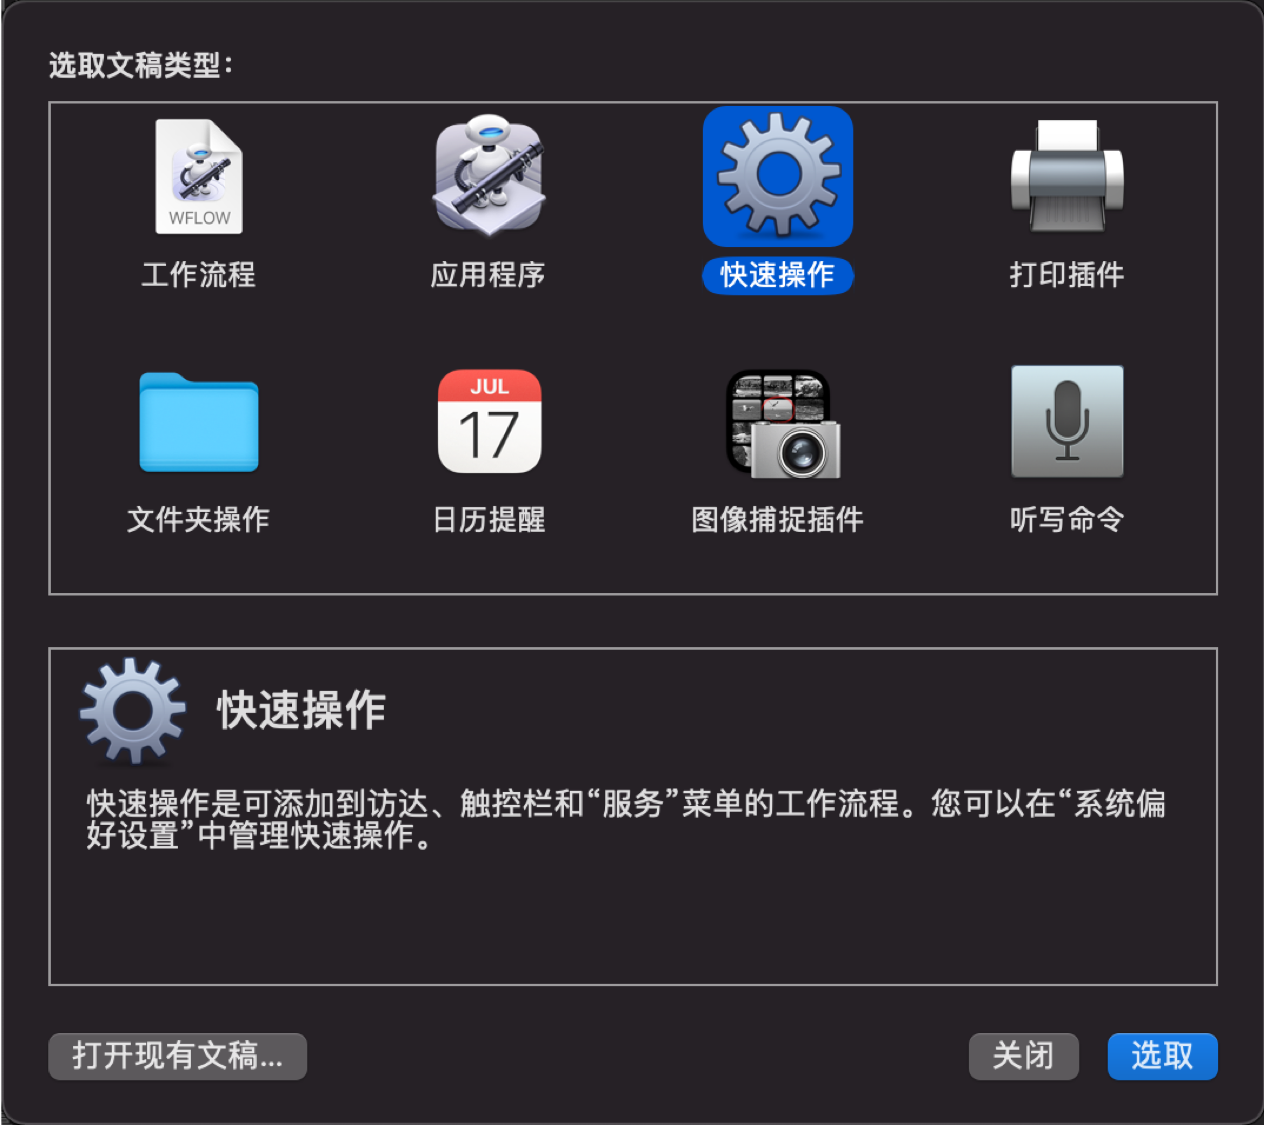 选取文稿类型：
WFLOW
工作流程
应用程序
快速操作
打印插件
JUL
17
文件夹操作
日历提醒
图像捕捉插件
听写命令
快速操作
快速操作是可添加到访达、触控栏和“服务”菜单的工作流程。您可以在“系统偏
好设置”中管理快速操作。
打开现有文稿...
关闭
选取